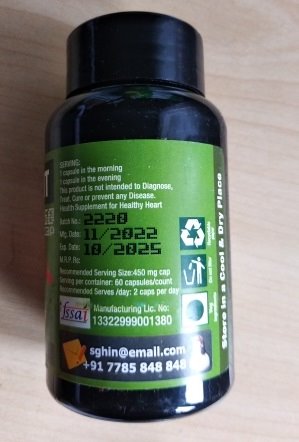 SERVING:
1 capsule in the morning
1 capsule in the evening
This product is not intended to Diagnose,
Treat, Cure or prevent any Disease.
Health Supplement for Healthy Heart
Batch No.: 2220
Mfg. Date: 11/2022
Exp. Date: 10/2025
M.R.P. Rs:
Recommended Serving Size:450 mg cap
Serving per container: 60 capsules/count
Recommended Serves /day: 2 caps per day
fssai
Manufacturing Lic. No:
13322999001380
sghin@email.com
+91 7785 848 848
Store in a Cool & Dry Place